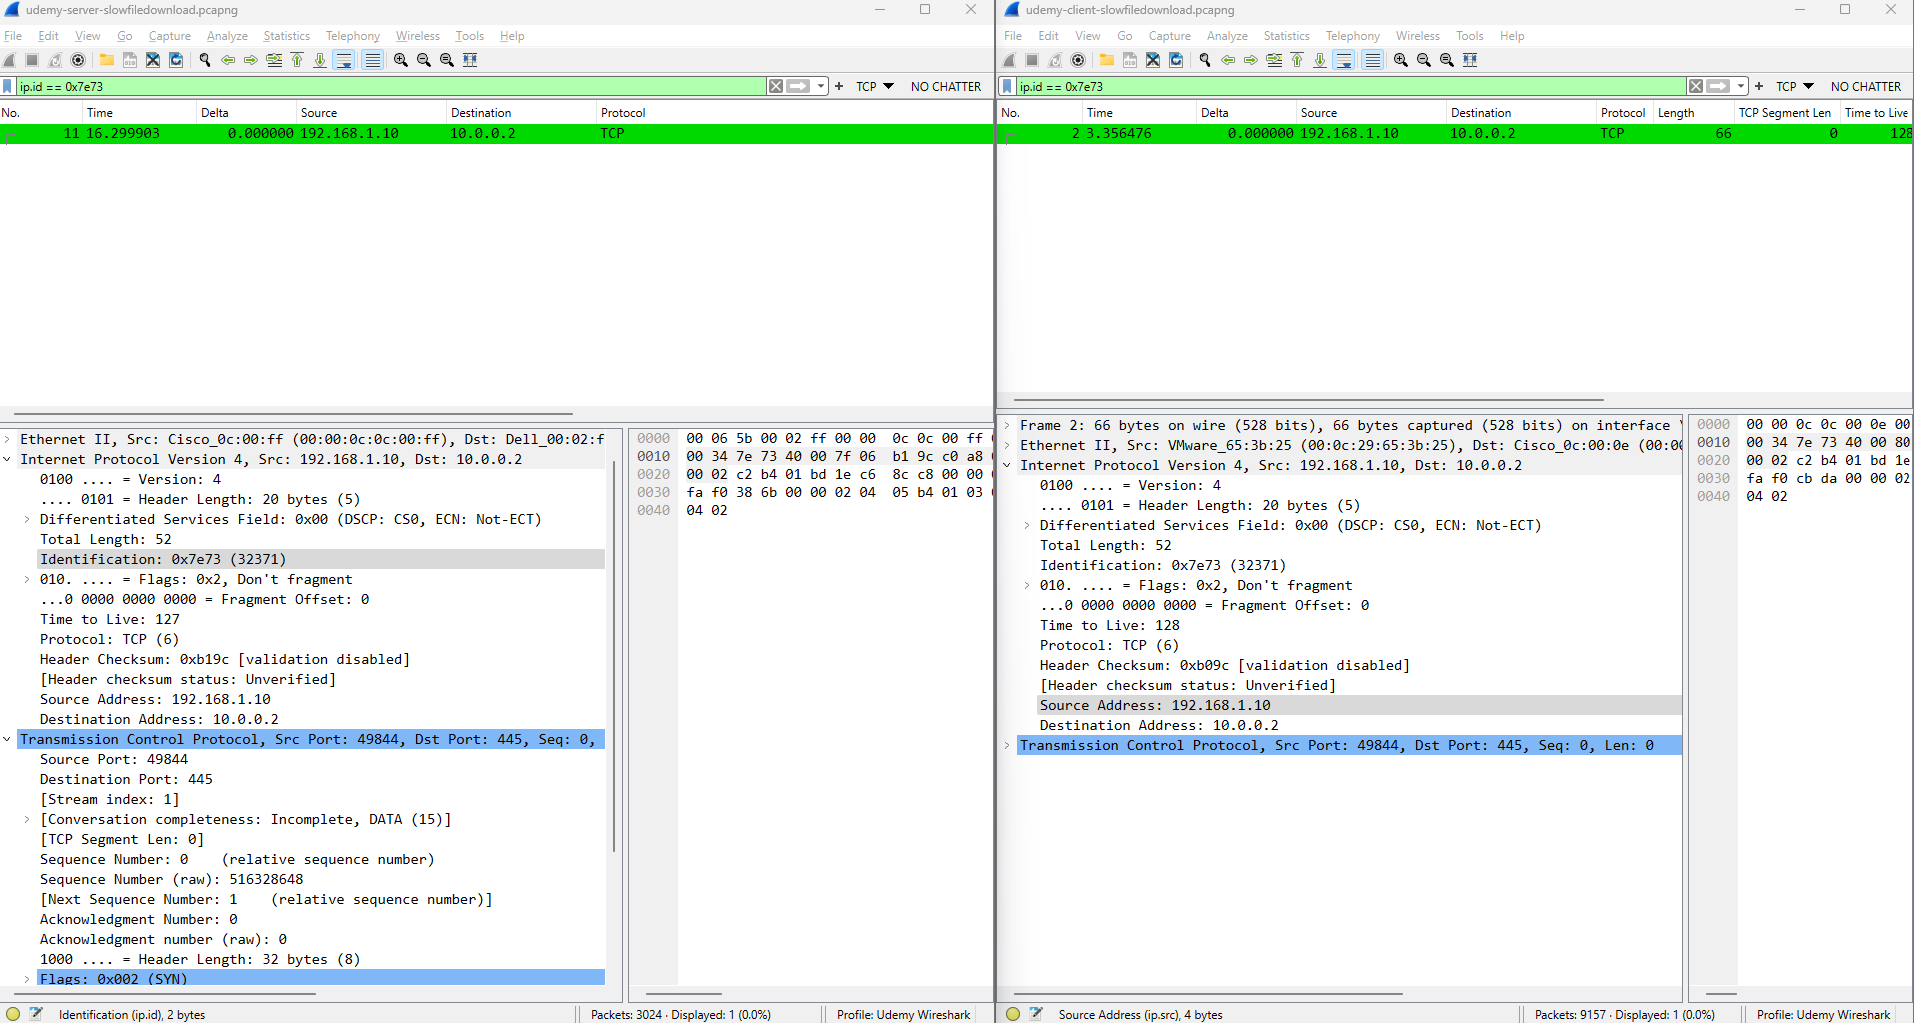 udemy-server-slowfiledownload.pcapng
File Edit View Go Capture Analyze Statistics Telephony Wireless Tools Help
ip.id == 0x7e73
+ TCP NO CHATTER
No. Time Delta Source Destination Protocol
11 16.299903 0.000000 192.168.1.10 10.0.0.2 TCP
Ethernet II, Src: Cisco_0c:00:ff (00:00:0c:0c:00:ff), Dst: Dell_00:02:f
Internet Protocol Version 4, Src: 192.168.1.10, Dst: 10.0.0.2
0100 .... = Version: 4
.... 0101 = Header Length: 20 bytes (5)
Differentiated Services Field: 0x00 (DSCP: CS0, ECN: Not-ECT)
Total Length: 52
Identification: 0x7e73 (32371)
010. .... = Flags: 0x2, Don't fragment
...0 0000 0000 0000 = Fragment Offset: 0
Time to Live: 127
Protocol: TCP (6)
Header Checksum: 0xb19c [validation disabled]
[Header checksum status: Unverified]
Source Address: 192.168.1.10
Destination Address: 10.0.0.2
Transmission Control Protocol, Src Port: 49844, Dst Port: 445, Seq: 0,
Source Port: 49844
Destination Port: 445
[Stream index: 1]
[Conversation completeness: Incomplete, DATA (15)]
[TCP Segment Len: 0]
Sequence Number: 0 (relative sequence number)
Sequence Number (raw): 516328648
[Next Sequence Number: 1 (relative sequence number)]
Acknowledgment Number: 0
Acknowledgment number (raw): 0
1000 .... = Header Length: 32 bytes (8)
Flags: 0x002 (SYN)
0000 00 06 5b 00 02 ff 00 00 0c 0c 00 ff
0010 00 34 7e 73 40 00 7f 06 b1 9c c0 a8
0020 00 02 c2 b4 01 bd 1e c6 8c c8 00 00
0030 fa f0 38 6b 00 00 02 04 05 b4 01 03
0040 04 02
Identification (ip.id), 2 bytes
Packets: 3024 · Displayed: 1 (0.0%)
Profile: Udemy Wireshark
udemy-client-slowfiledownload.pcapng
File Edit View Go Capture Analyze Statistics Telephony Wireless Tools Help
ip.id == 0x7e73
+ TCP NO CHATTER
No. Time Delta Source Destination Protocol Length TCP Segment Len Time to Live
2 3.356476 0.000000 192.168.1.10 10.0.0.2 TCP 66 0 128
Frame 2: 66 bytes on wire (528 bits), 66 bytes captured (528 bits) on interface
Ethernet II, Src: VMware_65:3b:25 (00:0c:29:65:3b:25), Dst: Cisco_0c:00:0e (00:00
Internet Protocol Version 4, Src: 192.168.1.10, Dst: 10.0.0.2
0100 .... = Version: 4
.... 0101 = Header Length: 20 bytes (5)
Differentiated Services Field: 0x00 (DSCP: CS0, ECN: Not-ECT)
Total Length: 52
Identification: 0x7e73 (32371)
010. .... = Flags: 0x2, Don't fragment
...0 0000 0000 0000 = Fragment Offset: 0
Time to Live: 128
Protocol: TCP (6)
Header Checksum: 0xb09c [validation disabled]
[Header checksum status: Unverified]
Source Address: 192.168.1.10
Destination Address: 10.0.0.2
Transmission Control Protocol, Src Port: 49844, Dst Port: 445, Seq: 0, Len: 0
0000 00 00 0c 0c 00 0e 00
0010 00 34 7e 73 40 00 80
0020 00 02 c2 b4 01 bd 1e
0030 fa f0 cb da 00 00 02
0040 04 02
Source Address (ip.src), 4 bytes
Packets: 9157 · Displayed: 1 (0.0%)
Profile: Udemy Wireshark